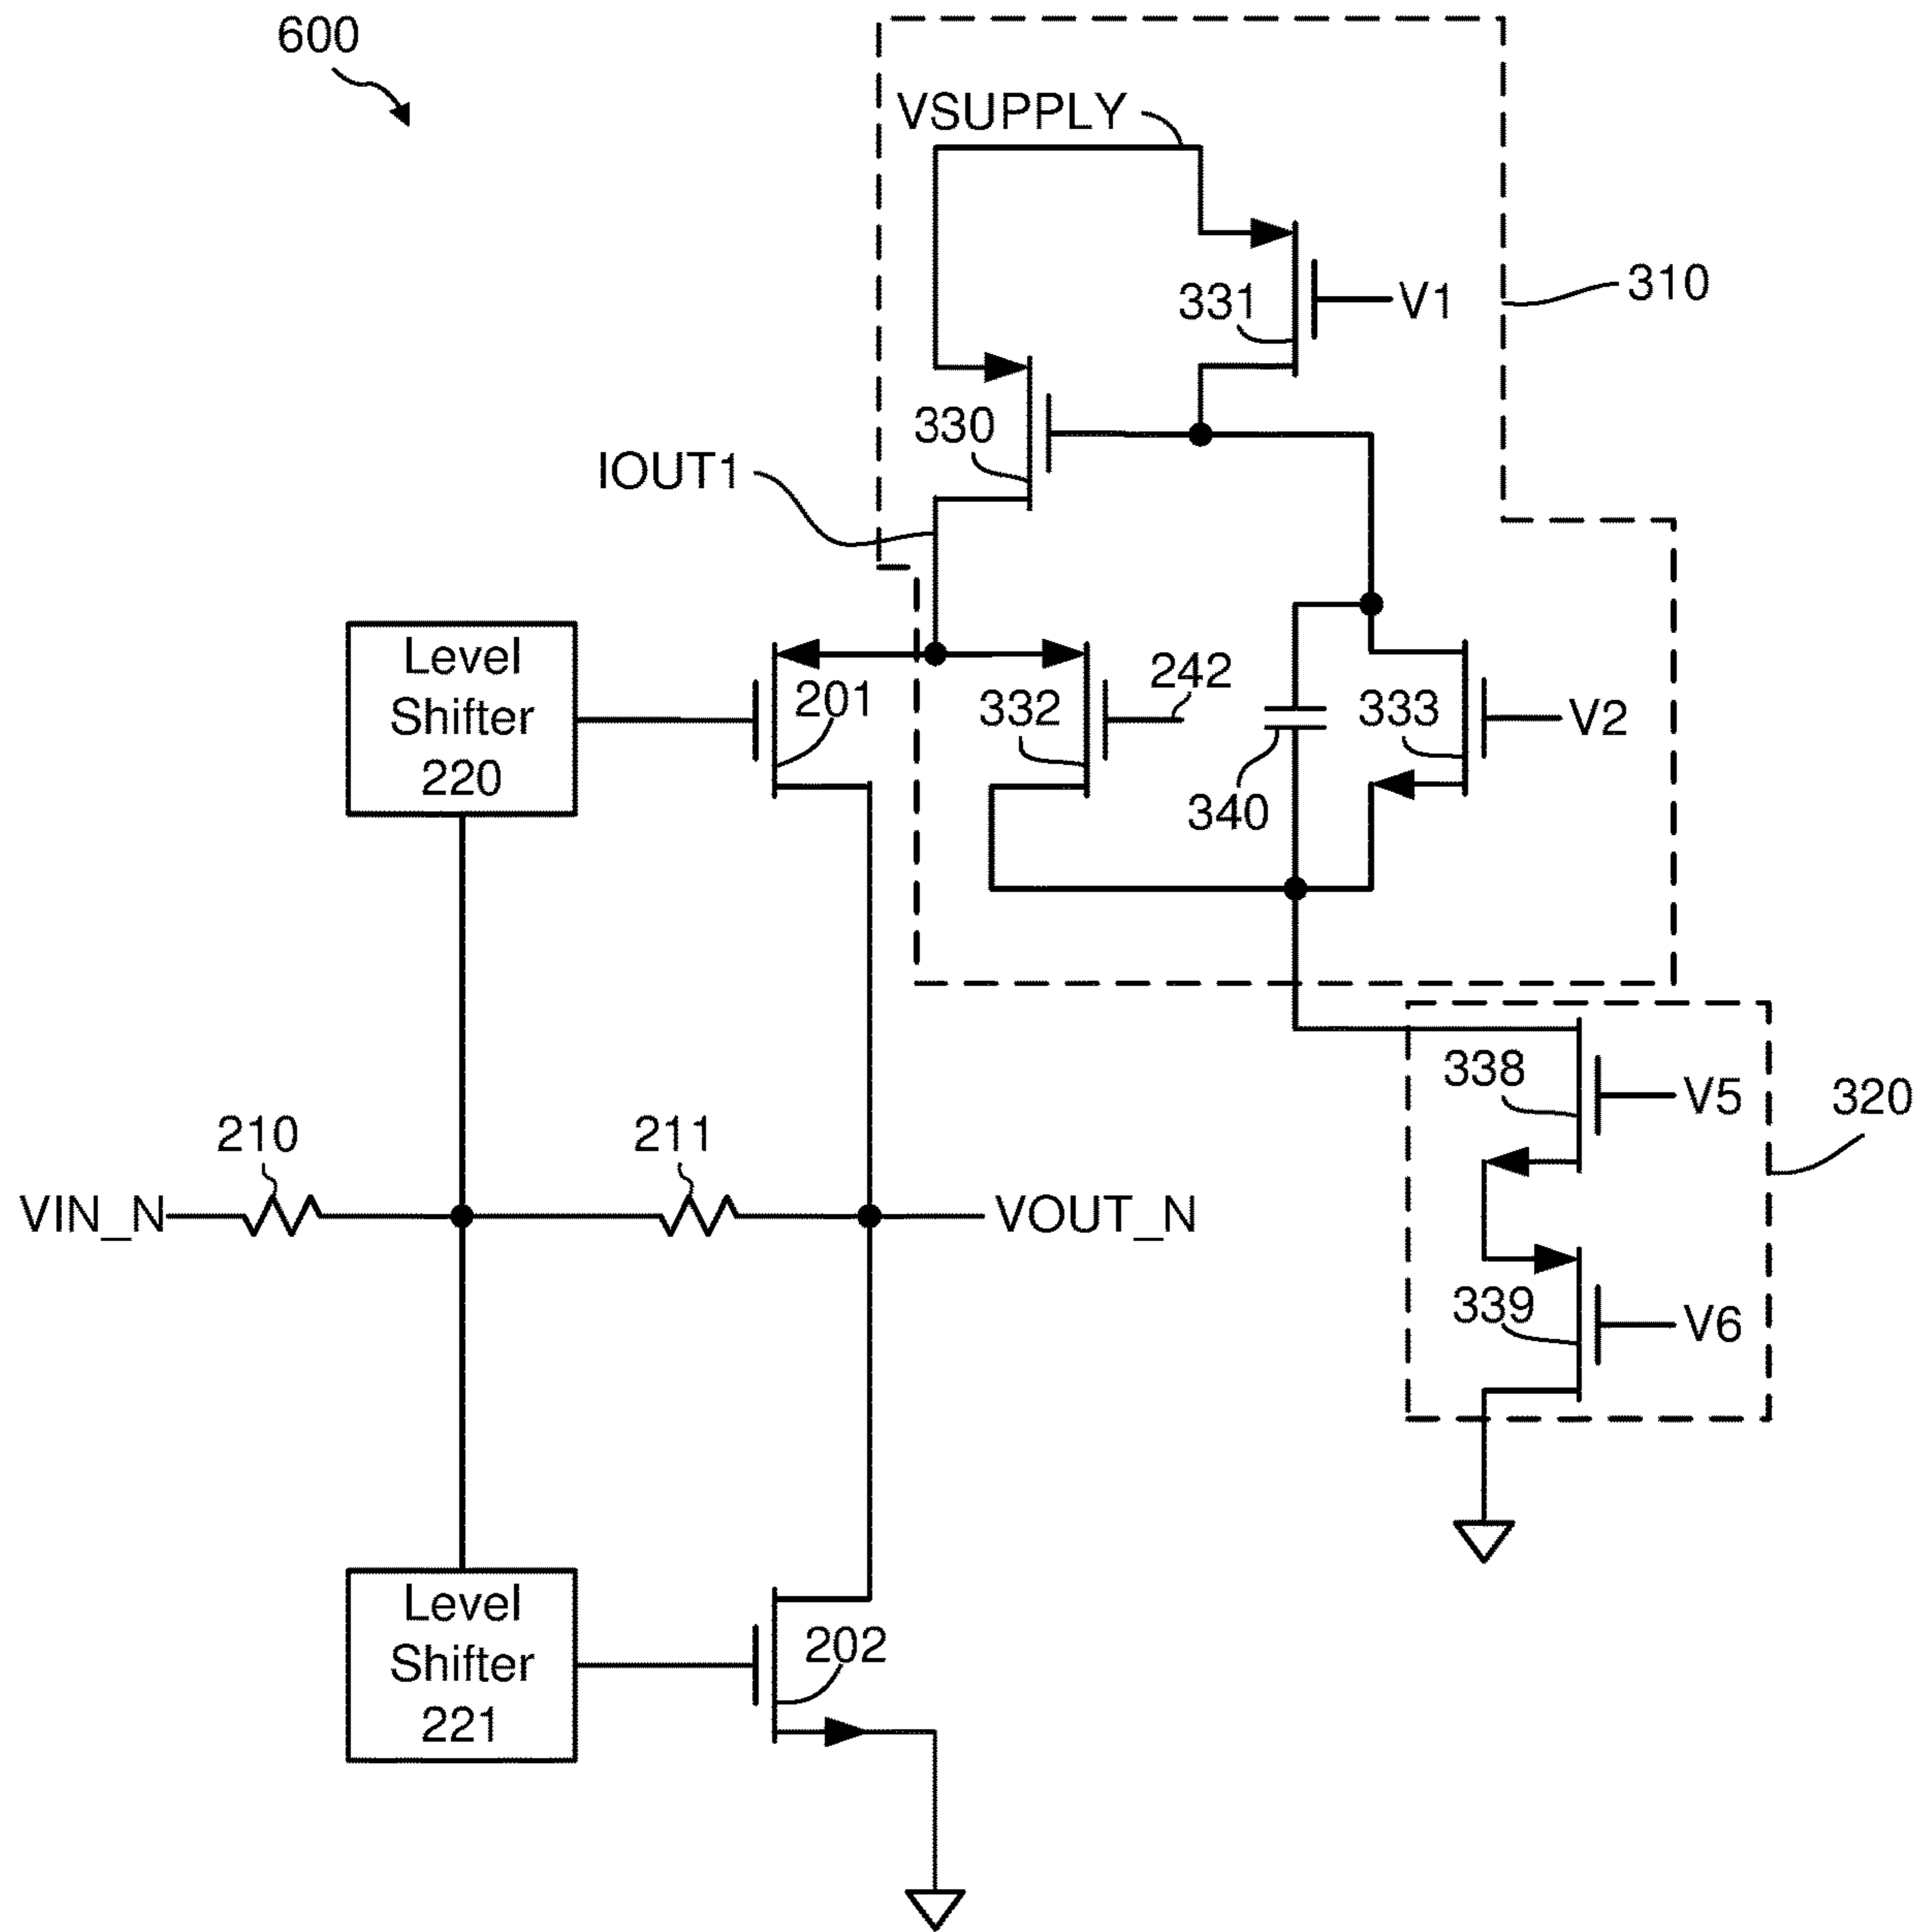 600
VSUPPLY
331
V1
310
330
IOUT1
Level
Shifter
220
201
332
242
340
333
V2
338
V5
320
210
211
VIN_N
VOUT_N
339
V6
Level
Shifter
221
202